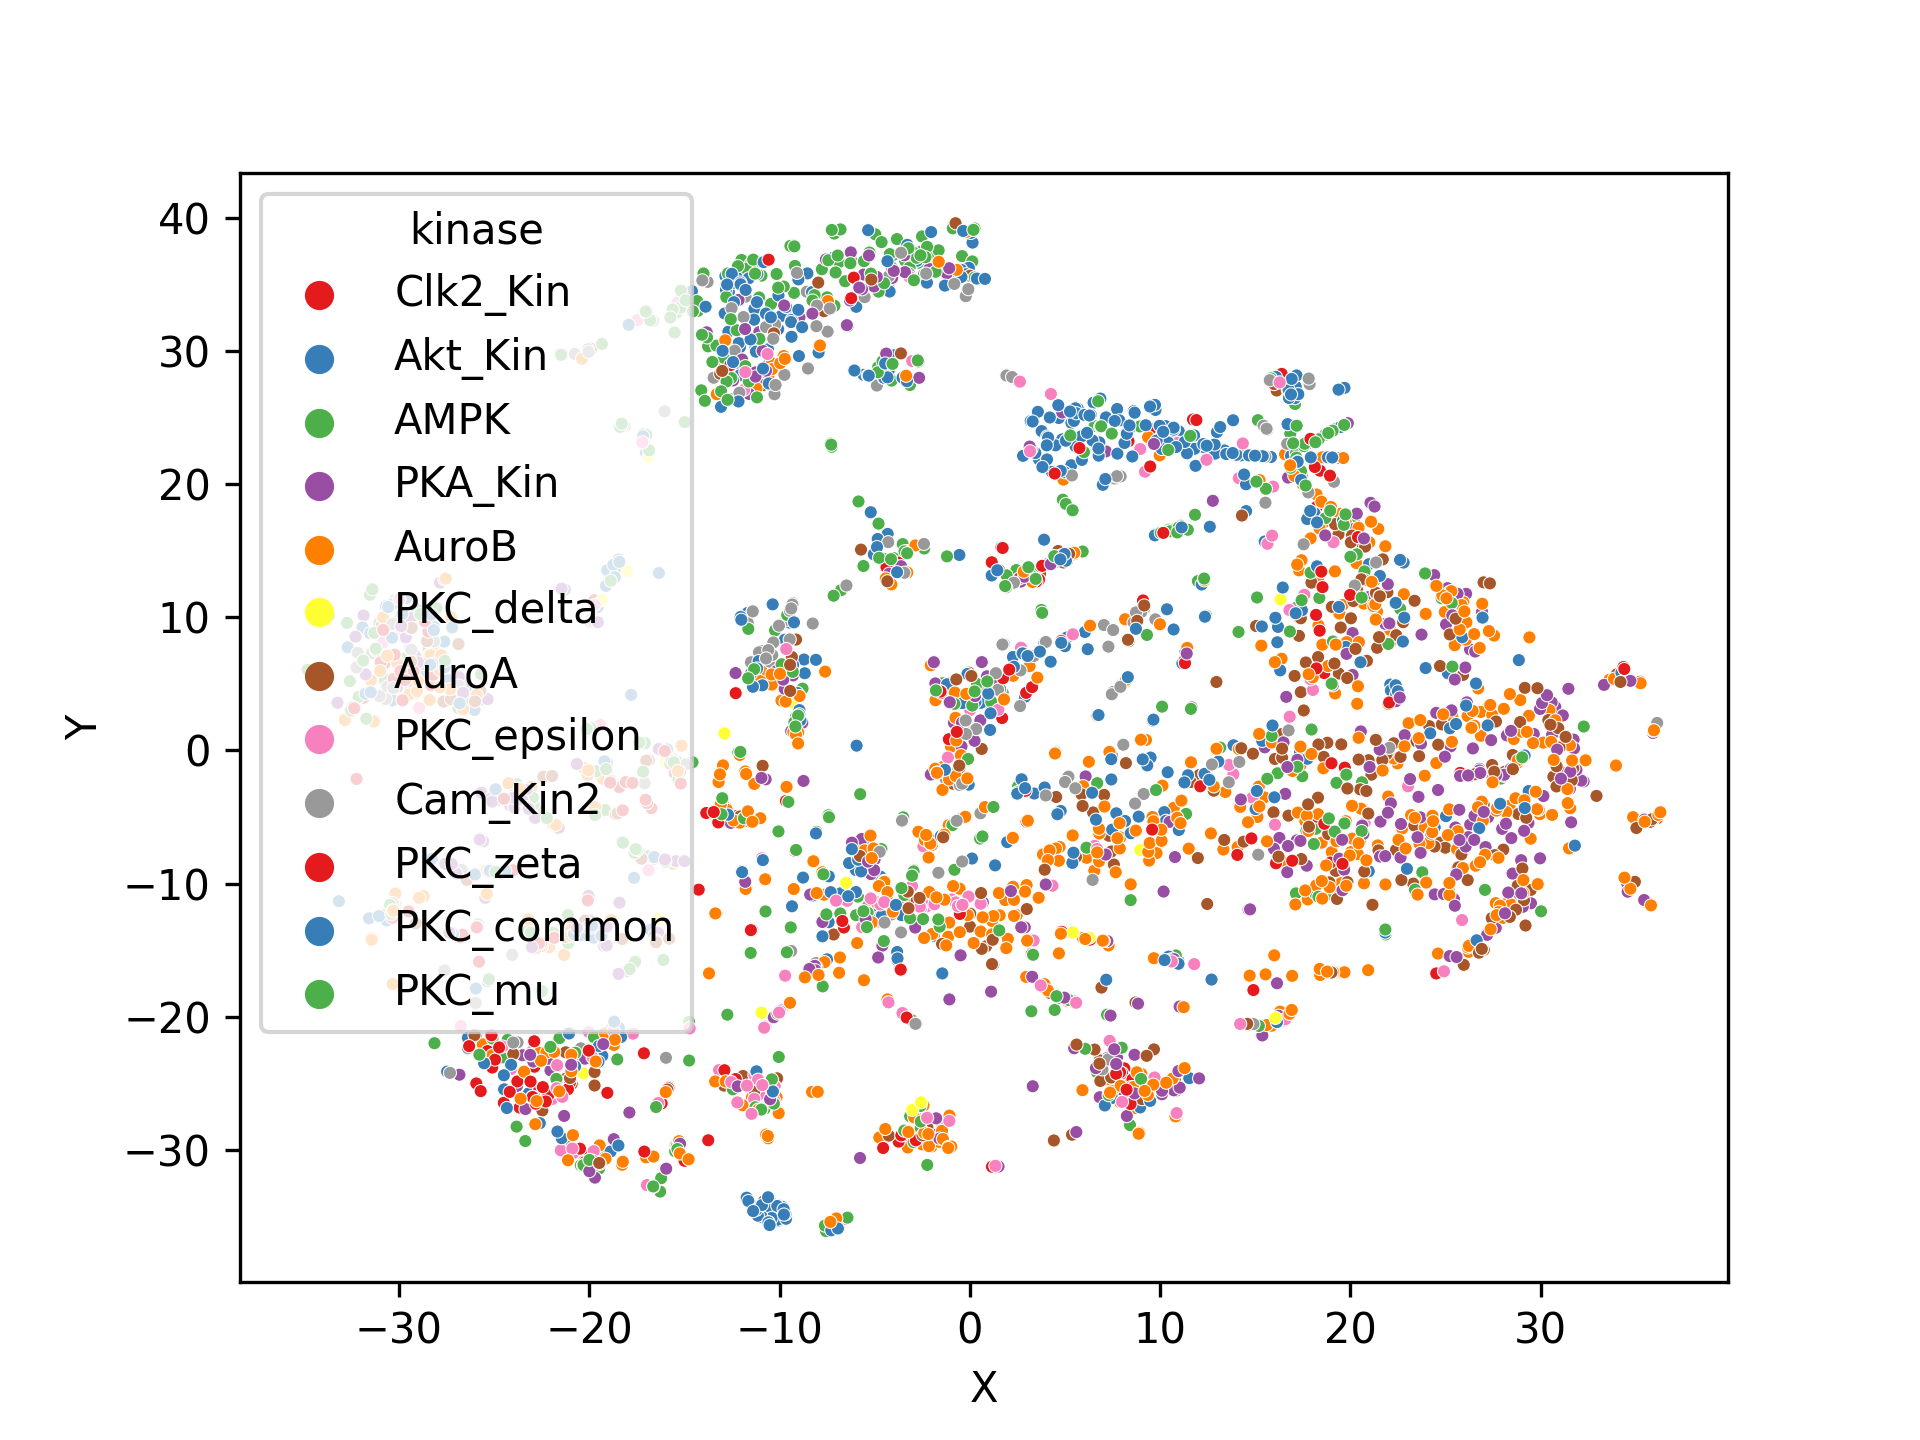 kinase
Clk2_Kin
Akt_Kin
AMPK
PKA_Kin
AuroB
PKC_delta
AuroA
PKC_epsilon
Cam_Kin2
PKC_zeta
PKC_common
PKC_mu
40
30
20
10
0
−10
−20
−30
Y
−30 −20 −10 0 10 20 30
X